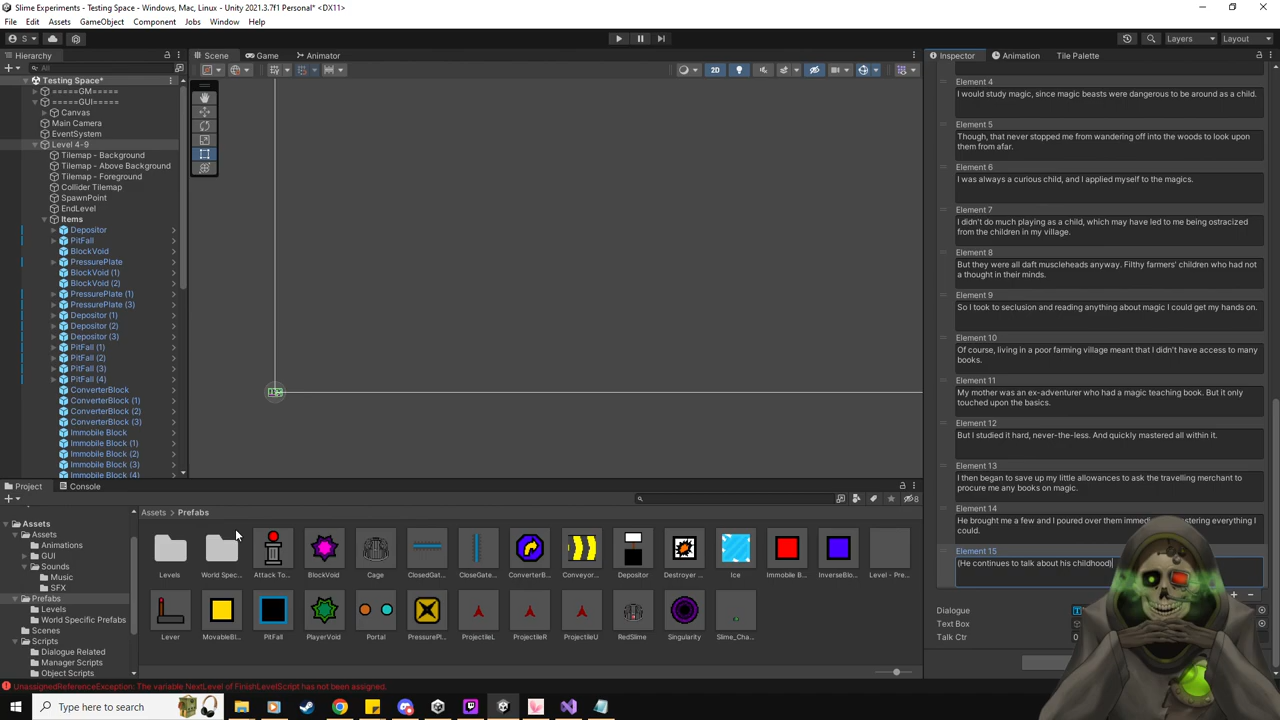 Slime Experiments - Testing Space - Windows, Mac, Linux - Unity 2021.3.7f1 Personal* <DX11>
File Edit Assets GameObject Component Jobs Window Help
S
Layers Layout
Hierarchy
All
Testing Space*
=====GM=====
=====GUI=====
Canvas
Main Camera
EventSystem
Level 4-9
Tilemap - Background
Tilemap - Above Background
Tilemap - Foreground
Collider Tilemap
SpawnPoint
EndLevel
Items
Depositor
PitFall
BlockVoid
PressurePlate
BlockVoid (1)
BlockVoid (2)
PressurePlate (1)
PressurePlate (3)
Depositor (1)
Depositor (2)
Depositor (3)
PitFall (1)
PitFall (2)
PitFall (3)
PitFall (4)
ConverterBlock
ConverterBlock (1)
ConverterBlock (2)
ConverterBlock (3)
Immobile Block
Immobile Block (1)
Immobile Block (2)
Immobile Block (3)
Immobile Block (4)
Scene Game Animator
2D
Inspector Animation Tile Palette
Element 4
I would study magic, since magic beasts were dangerous to be around as a child.
Element 5
Though, that never stopped me from wandering off into the woods to look upon
them from afar.
Element 6
I was always a curious child, and I applied myself to the magics.
Element 7
I didn't do much playing as a child, which may have led to me being ostracized
from the children in my village.
Element 8
But they were all daft muscleheads anyway. Filthy farmers' children who had not
a thought in their minds.
Element 9
So I took to seclusion and reading anything about magic I could get my hands on.
Element 10
Of course, living in a poor farming village meant that I didn't have access to many
books.
Element 11
My mother was an ex-adventurer who had a magic teaching book. But it only
touched upon the basics.
Element 12
But I studied it hard, never-the-less. And quickly mastered all within it.
Element 13
I then began to save up my little allowances to ask the travelling merchant to
procure me any books on magic.
Element 14
He brought me a few and I poured over them
everything I
could.
Element 15
(He continues to talk about his childhood)
Dialogue
Text Box
Talk Ctr 0
Project Console
8
Assets
Assets
Animations
GUI
Sounds
Music
SFX
Prefabs
Levels
World Specific Prefabs
Scenes
Scripts
Dialogue Related
Manager Scripts
Object Scripts
Assets > Prefabs
Levels World Spec... Attack To... BlockVoid Cage ClosedGat... CloseGate... ConverterB... Conveyor... Depositor Destroyer ... Ice Immobile B... InverseBlo... Level - Pre...
Lever MovableBl... PitFall PlayerVoid Portal PressurePl... ProjectileL ProjectileR ProjectileU RedSlime Singularity Slime_Cha...
UnassignedReferenceException: The variable NextLevel of FinishLevelScript has not been assigned.
Type here to search